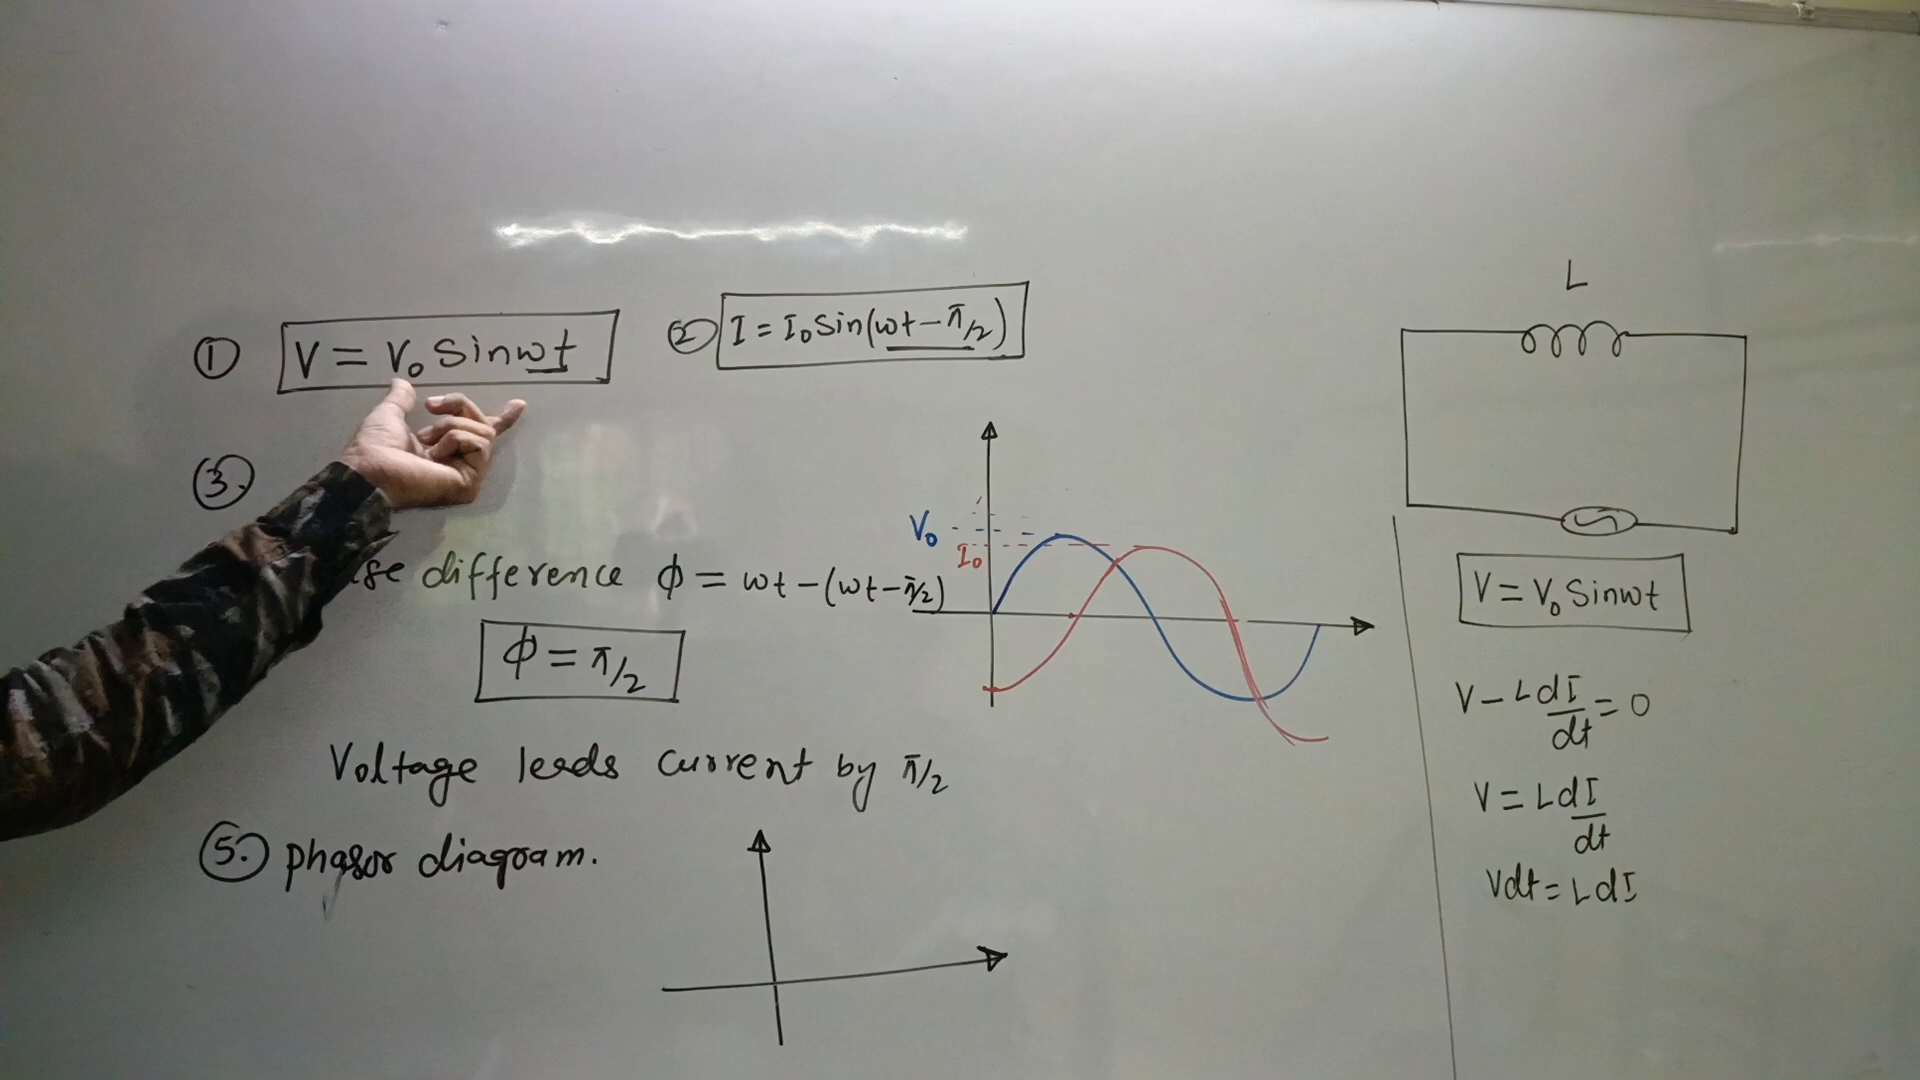 ① V = V₀ Sinωt
② I = I₀ Sin(ωt − π/2)
③.
difference ϕ = ωt − (ωt − π/2)
ϕ = π/2
Voltage leads current by π/2
⑤. phasor diagram.
V₀
I₀
L
V = V₀ Sinωt
V − L dI/dt = 0
V = L dI/dt
Vdt = L dI